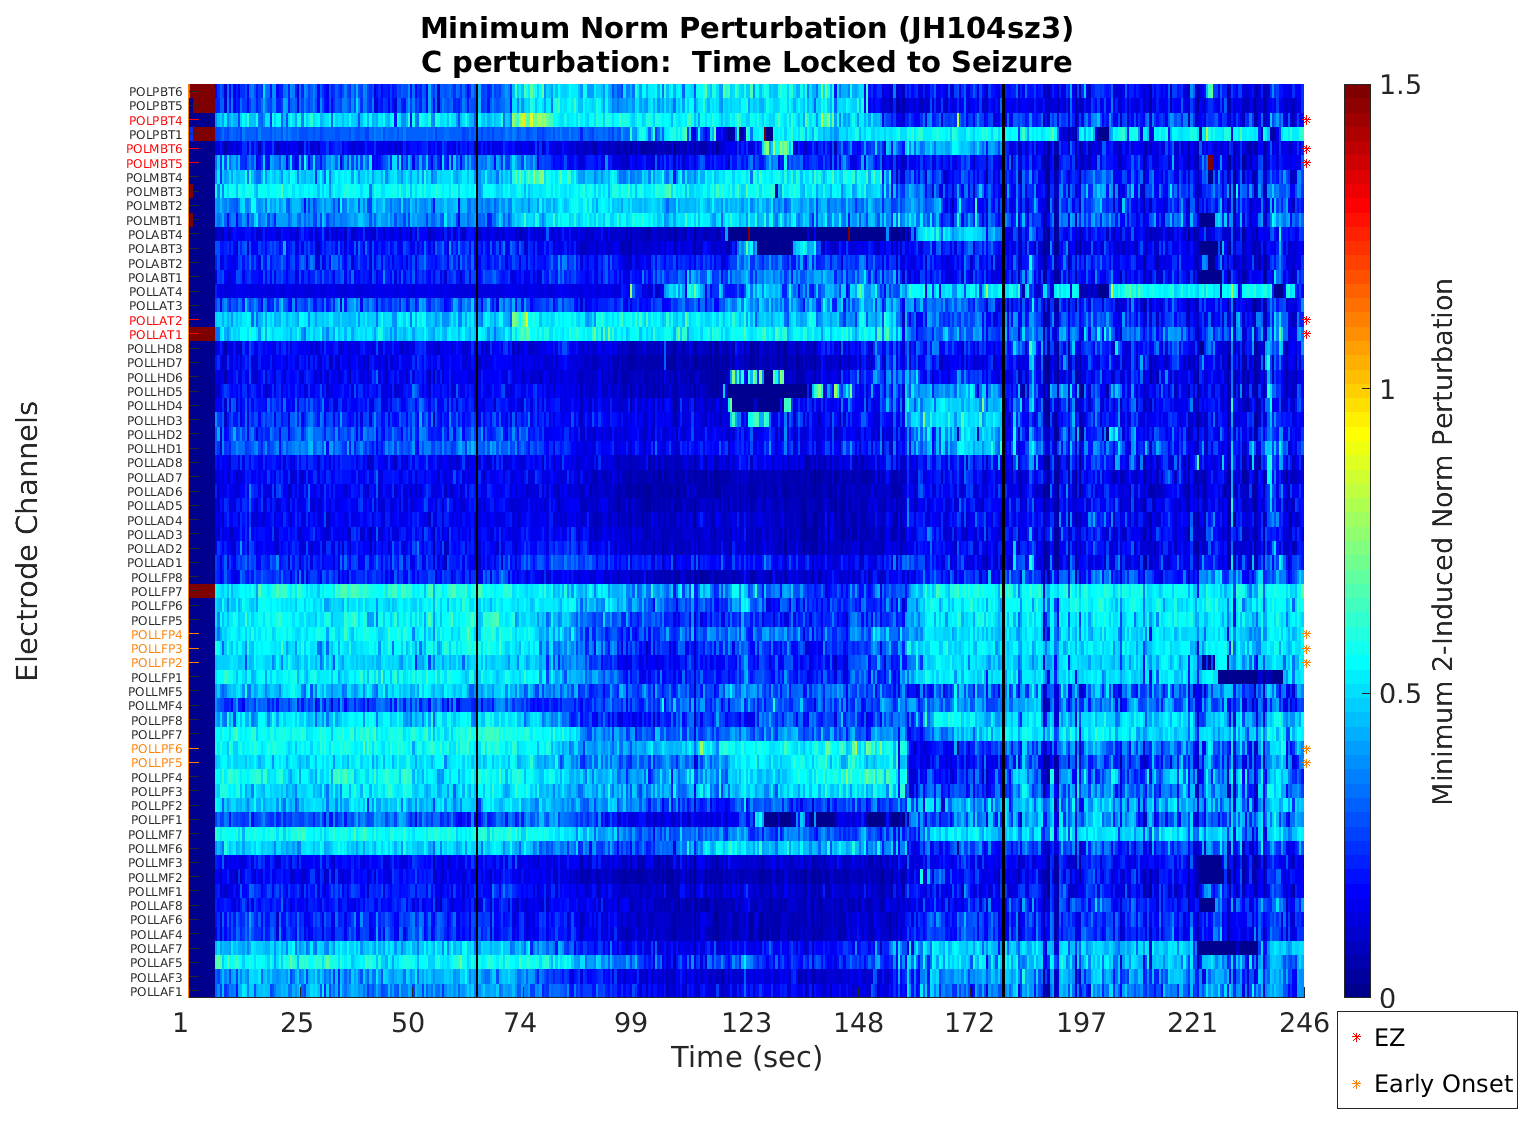 Minimum Norm Perturbation (JH104sz3)
C perturbation:  Time Locked to Seizure
Electrode Channels
POLPBT6
POLPBT5
POLPBT4
POLPBT1
POLMBT6
POLMBT5
POLMBT4
POLMBT3
POLMBT2
POLMBT1
POLABT4
POLABT3
POLABT2
POLABT1
POLLAT4
POLLAT3
POLLAT2
POLLAT1
POLLHD8
POLLHD7
POLLHD6
POLLHD5
POLLHD4
POLLHD3
POLLHD2
POLLHD1
POLLAD8
POLLAD7
POLLAD6
POLLAD5
POLLAD4
POLLAD3
POLLAD2
POLLAD1
POLLFP8
POLLFP7
POLLFP6
POLLFP5
POLLFP4
POLLFP3
POLLFP2
POLLFP1
POLLMF5
POLLMF4
POLLPF8
POLLPF7
POLLPF6
POLLPF5
POLLPF4
POLLPF3
POLLPF2
POLLPF1
POLLMF7
POLLMF6
POLLMF3
POLLMF2
POLLMF1
POLLAF8
POLLAF6
POLLAF4
POLLAF7
POLLAF5
POLLAF3
POLLAF1
1 25 50 74 99 123 148 172 197 221 246
Time (sec)
1.5
1
0.5
0
Minimum 2-Induced Norm Perturbation
EZ
Early Onset